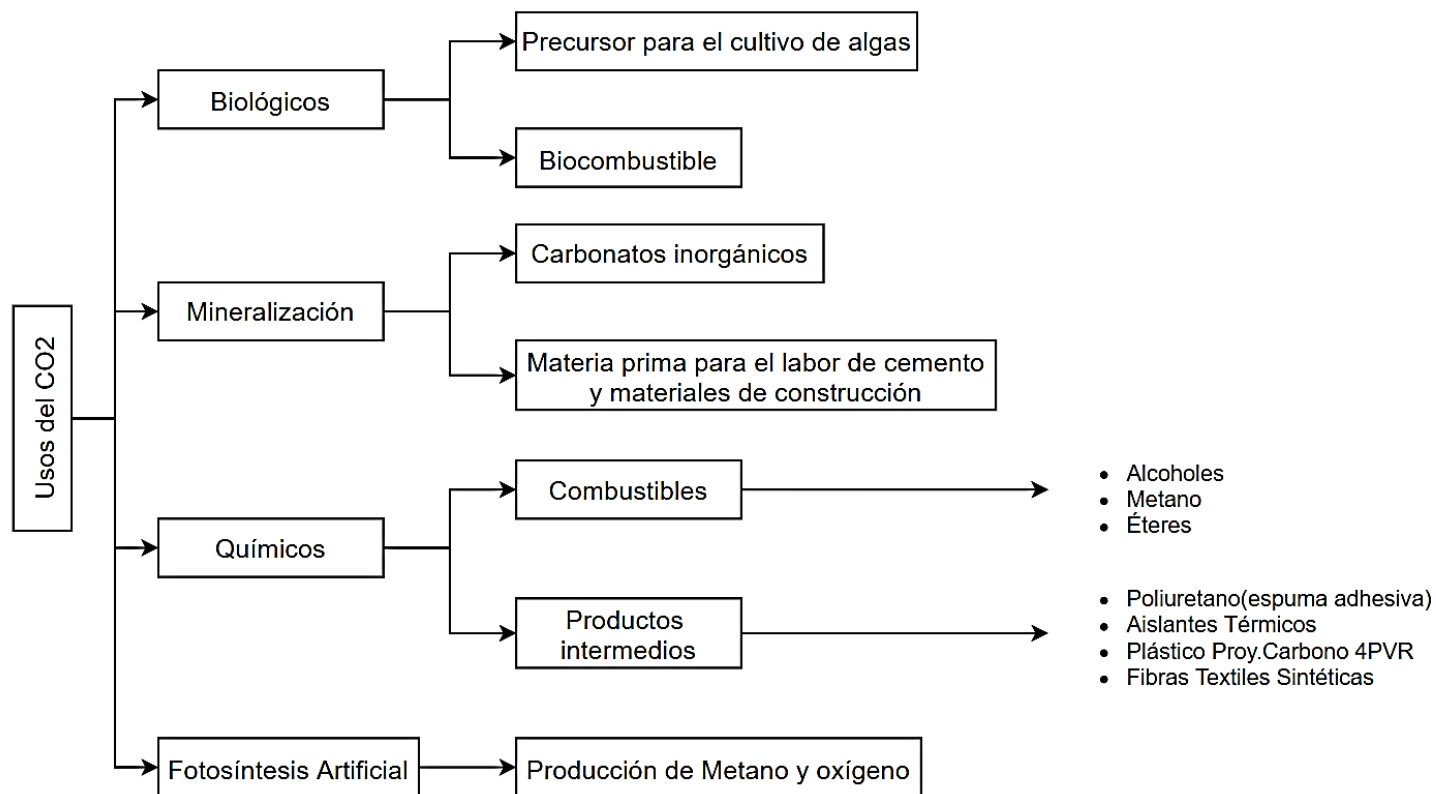 Usos del CO2
Biológicos
Precursor para el cultivo de algas
Biocombustible
Mineralización
Carbonatos inorgánicos
Materia prima para el labor de cemento
y materiales de construcción
Químicos
Combustibles
Alcoholes
Metano
Éteres
Productos
intermedios
Poliuretano(espuma adhesiva)
Aislantes Térmicos
Plástico Proy.Carbono 4PVR
Fibras Textiles Sintéticas
Fotosíntesis Artificial
Producción de Metano y oxígeno